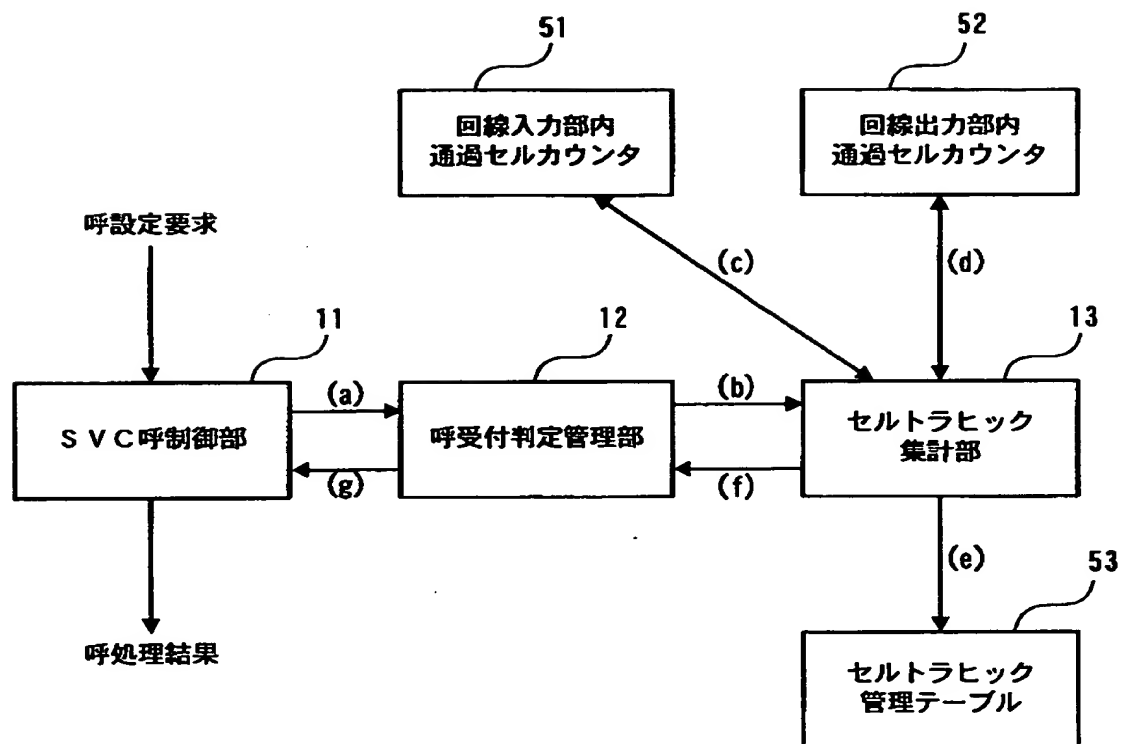 51
52
回線入力部内
通過セルカウンタ
回線出力部内
通過セルカウンタ
呼設定要求
(c)
(d)
11
12
13
SVC呼制御部
(a)
(g)
呼受付判定管理部
(b)
(f)
セルトラヒック
集計部
(e)
53
呼処理結果
セルトラヒック
管理テーブル